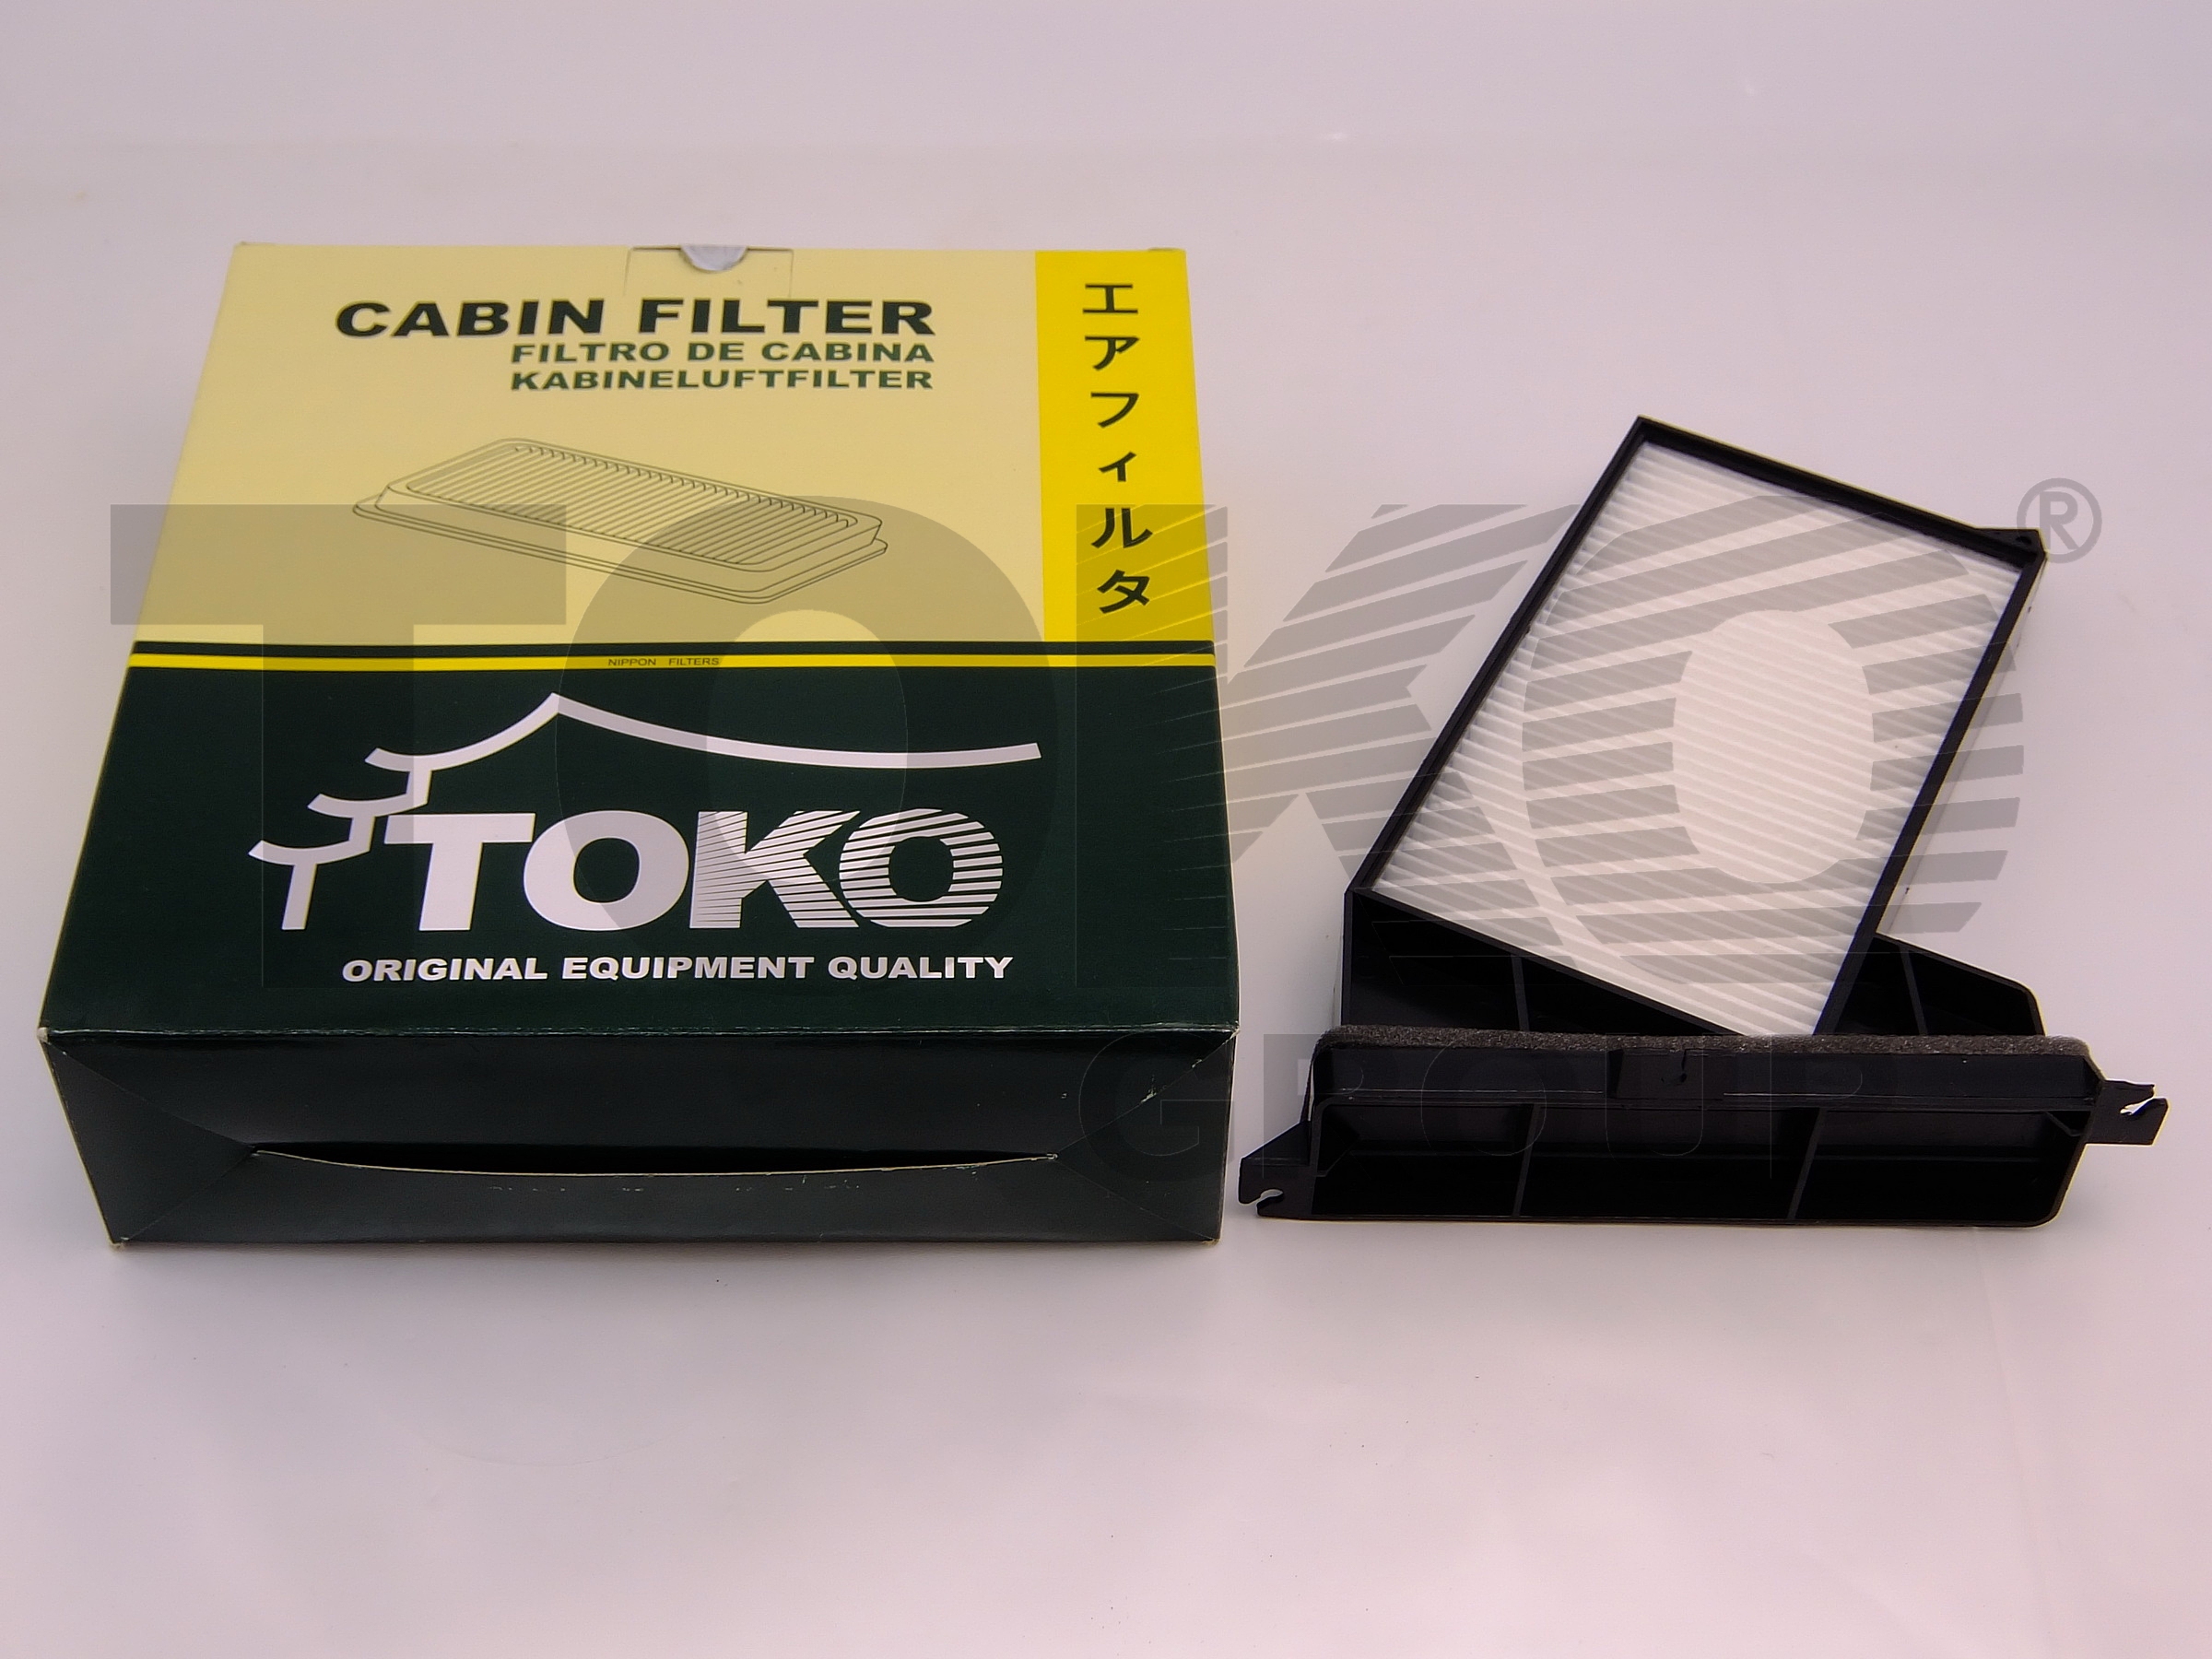 CABIN FILTER
FILTRO DE CABINA
KABINELUFTFILTER
エアフィルタ
NIPPON FILTERS
TOKO
ORIGINAL EQUIPMENT QUALITY
TOKO®
GROUP